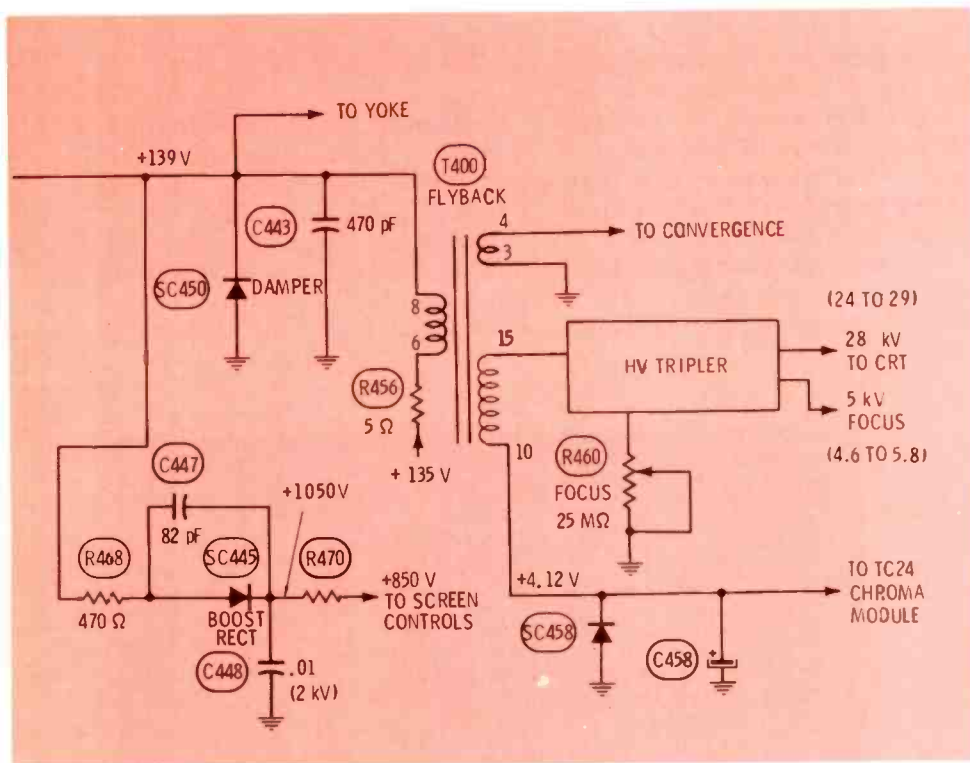 TO YOKE
+139 V
T400
FLYBACK
C443
470 pF
4
3
TO CONVERGENCE
SC450
DAMPER
8
6
15
HV TRIPLER
(24 TO 29)
28 kV
TO CRT
5 kV
FOCUS
(4.6 TO 5.8)
R456
5 Ω
+ 135 V
10
R460
FOCUS
25 MΩ
C447
82 pF
+1050 V
R468
470 Ω
SC445
BOOST
RECT
R470
+850 V
TO SCREEN
CONTROLS
C448
.01
(2 kV)
+4.12 V
SC458
C458
+
TO TC24
CHROMA
MODULE